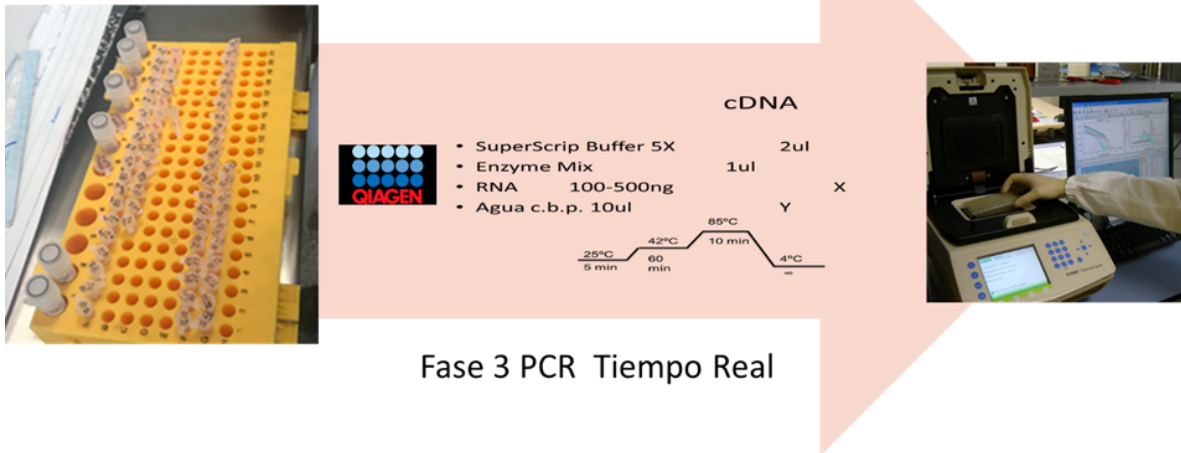 cDNA
• SuperScrip Buffer 5X 2ul
• Enzyme Mix 1ul
• RNA 100-500ng X
• Agua c.b.p. 10ul Y
QIAGEN
25ºC
5 min
42ºC
60
min
85ºC
10 min
4ºC
∞
Fase 3 PCR Tiempo Real